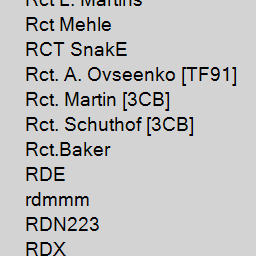 Rct L. Martins
Rct Mehle
RCT SnakE
Rct. A. Ovseenko [TF91]
Rct. Martin [3CB]
Rct. Schuthof [3CB]
Rct.Baker
RDE
rdmmm
RDN223
RDX